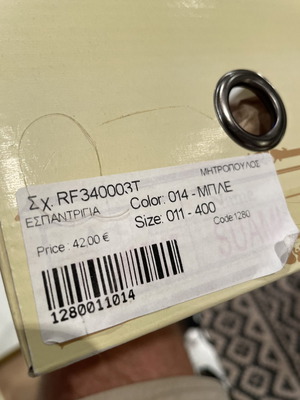 ΜΗΤΡΟΠΟΥΛΟΣ
Σχ. RF340003T
ΕΣΠΑΝΤΡΙΓΙΑ
Color: 014 - ΜΠΛΕ
Size: 011 - 400
Code:1280
Price : 42.00 €
1280011014